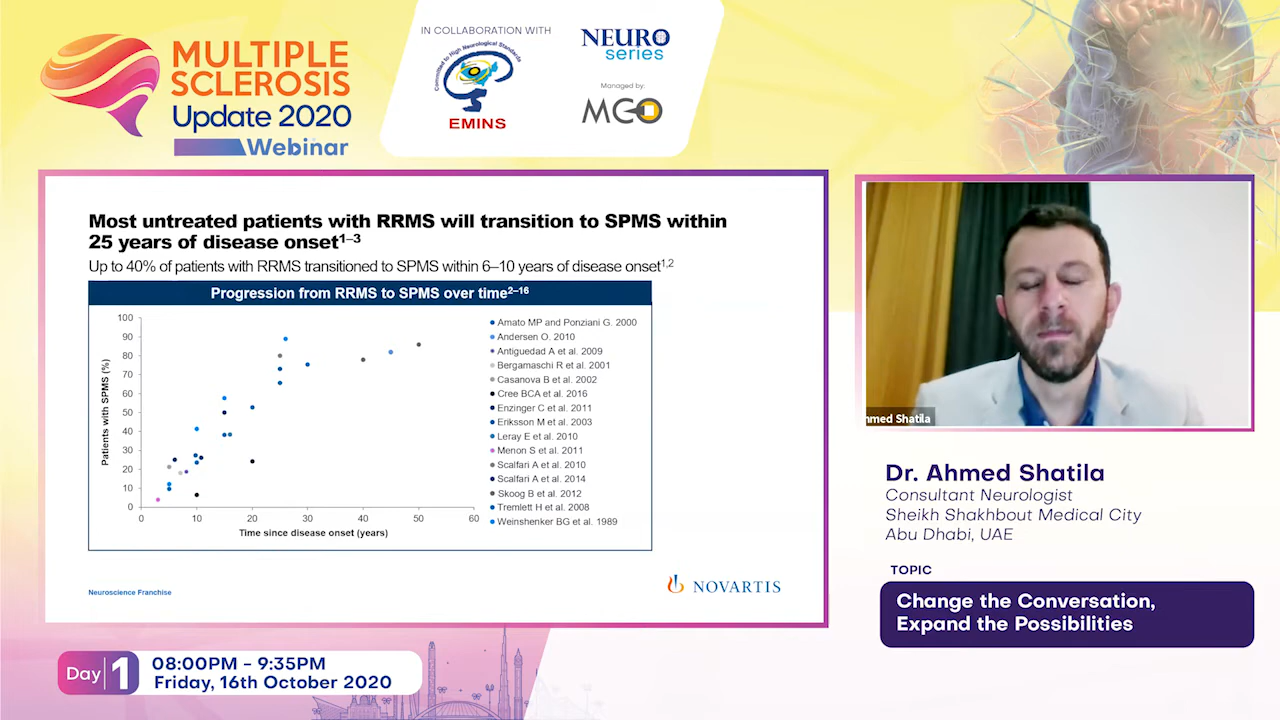 MULTIPLE
SCLEROSIS
Update 2020
Webinar
IN COLLABORATION WITH
Committed to High Neurological Standards
EMINS
NEURO
series
Managed by:
MCO
Most untreated patients with RRMS will transition to SPMS within
25 years of disease onset1–3
Up to 40% of patients with RRMS transitioned to SPMS within 6–10 years of disease onset1,2
Progression from RRMS to SPMS over time2–16
Patients with SPMS (%)
100
90
80
70
60
50
40
30
20
10
0
0 10 20 30 40 50 60
Time since disease onset (years)
Amato MP and Ponziani G. 2000
Andersen O. 2010
Antiguedad A et al. 2009
Bergamaschi R et al. 2001
Casanova B et al. 2002
Cree BCA et al. 2016
Enzinger C et al. 2011
Eriksson M et al. 2003
Leray E et al. 2010
Menon S et al. 2011
Scalfari A et al. 2010
Scalfari A et al. 2014
Skoog B et al. 2012
Tremlett H et al. 2008
Weinshenker BG et al. 1989
Neuroscience Franchise
NOVARTIS
hmed Shatila
Dr. Ahmed Shatila
Consultant Neurologist
Sheikh Shakhbout Medical City
Abu Dhabi, UAE
TOPIC
Change the Conversation,
Expand the Possibilities
Day 1
08:00PM – 9:35PM
Friday, 16th October 2020